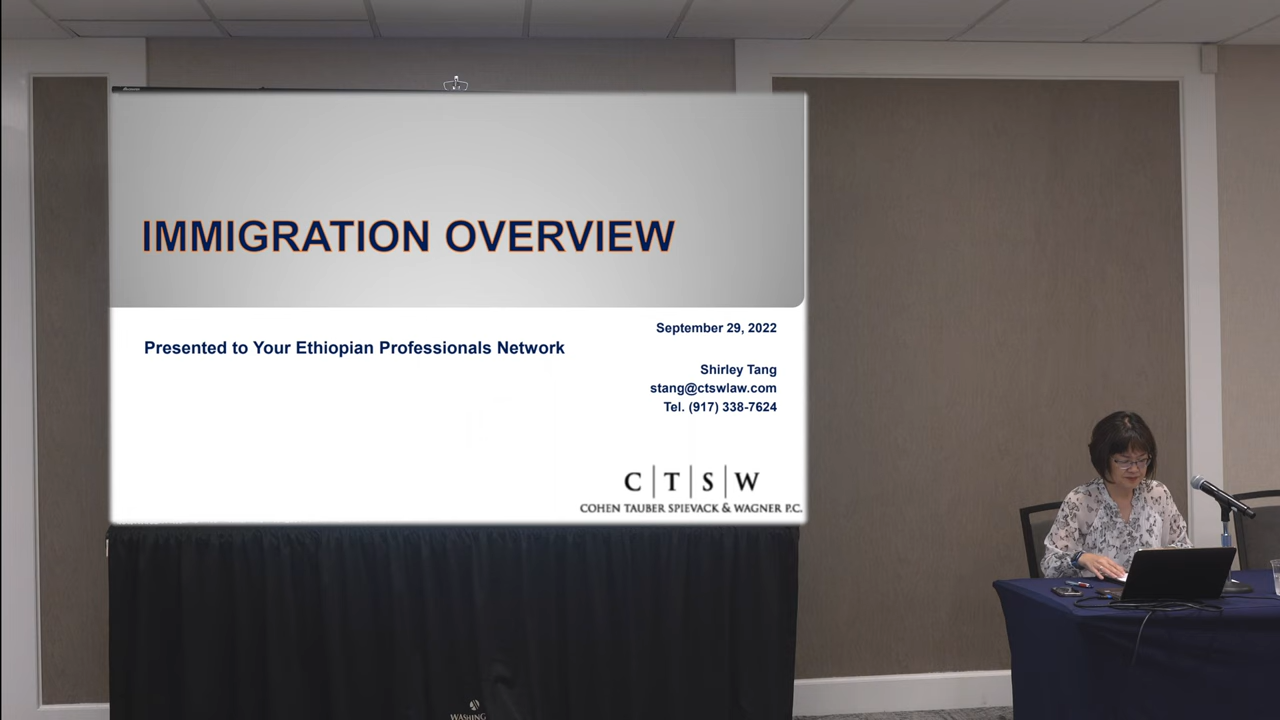 IMMIGRATION OVERVIEW
September 29, 2022
Presented to Your Ethiopian Professionals Network
Shirley Tang
stang@ctswlaw.com
Tel. (917) 338-7624
C|T|S|W
COHEN TAUBER SPIEVACK & WAGNER P.C.
WASHING